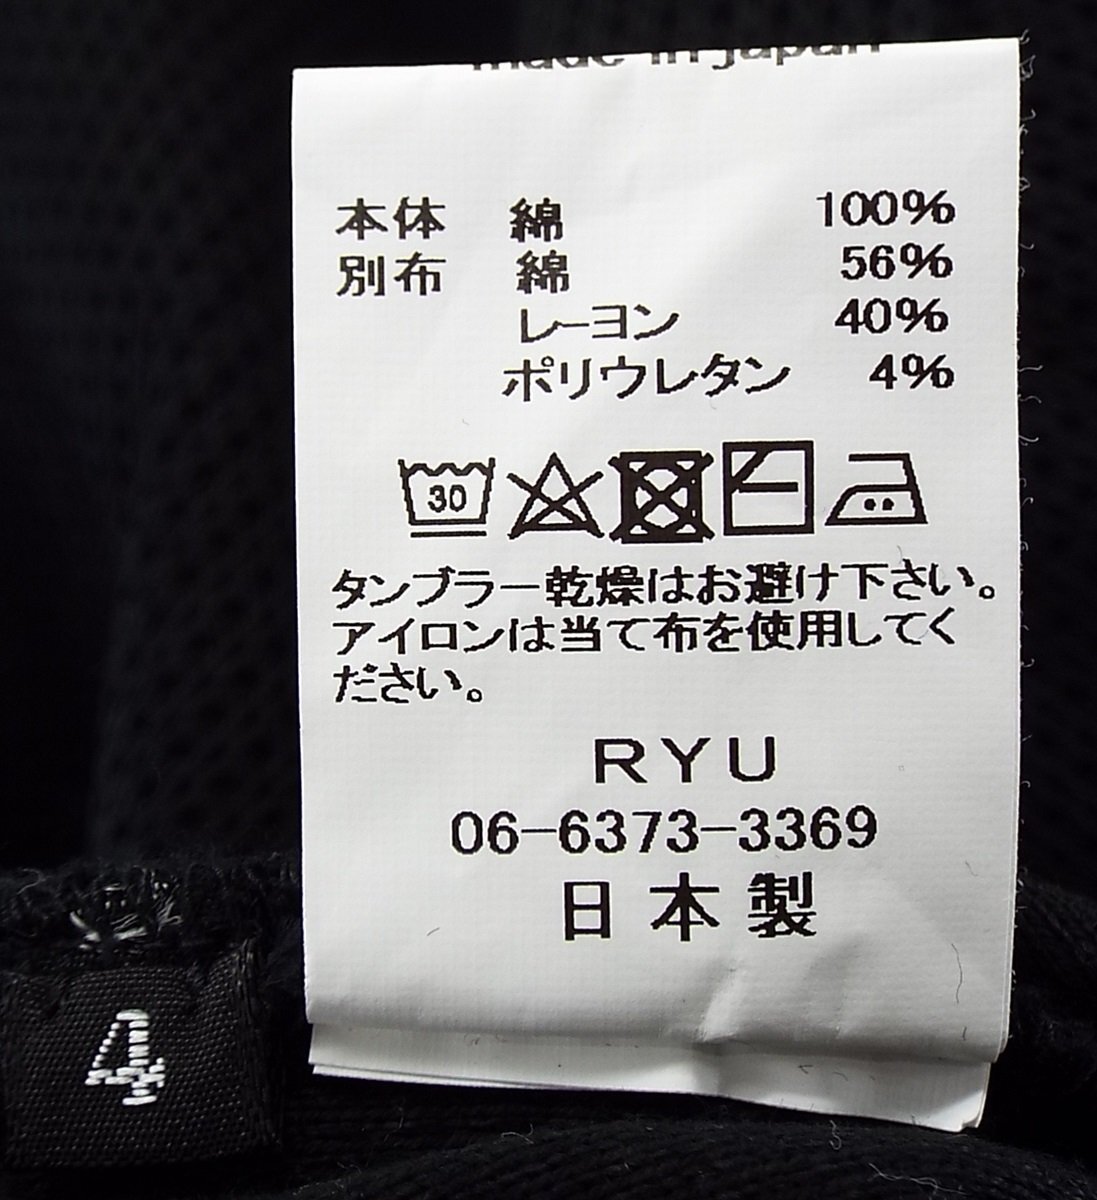 made in japan
本体 綿 100%
別布 綿 56%
レーヨン 40%
ポリウレタン 4%
30
タンブラー乾燥はお避け下さい。
アイロンは当て布を使用してく
ださい。
RYU
06-6373-3369
日本製
4